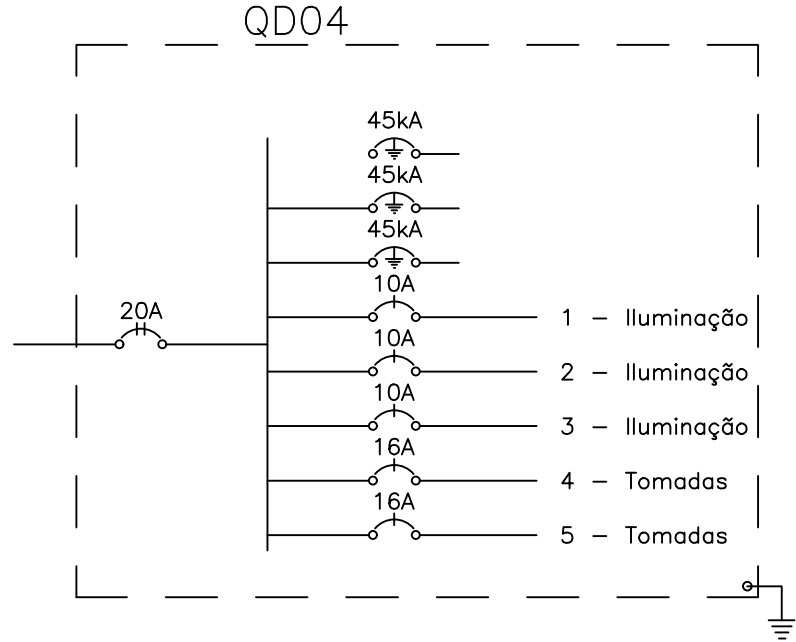 QD04
45kA
45kA
45kA
10A
20A
1 - Iluminação
10A
2 - Iluminação
10A
3 - Iluminação
16A
4 - Tomadas
16A
5 - Tomadas